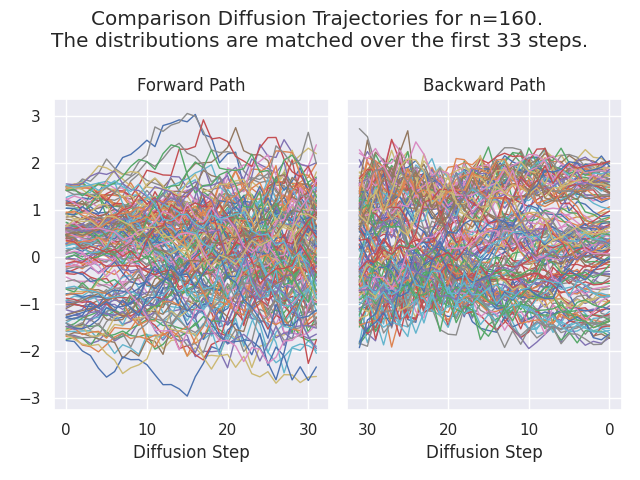 Comparison Diffusion Trajectories for n=160.
The distributions are matched over the first 33 steps.
Forward Path
Backward Path
3
2
1
0
−1
−2
−3
0
10
20
30
30
20
10
0
Diffusion Step
Diffusion Step